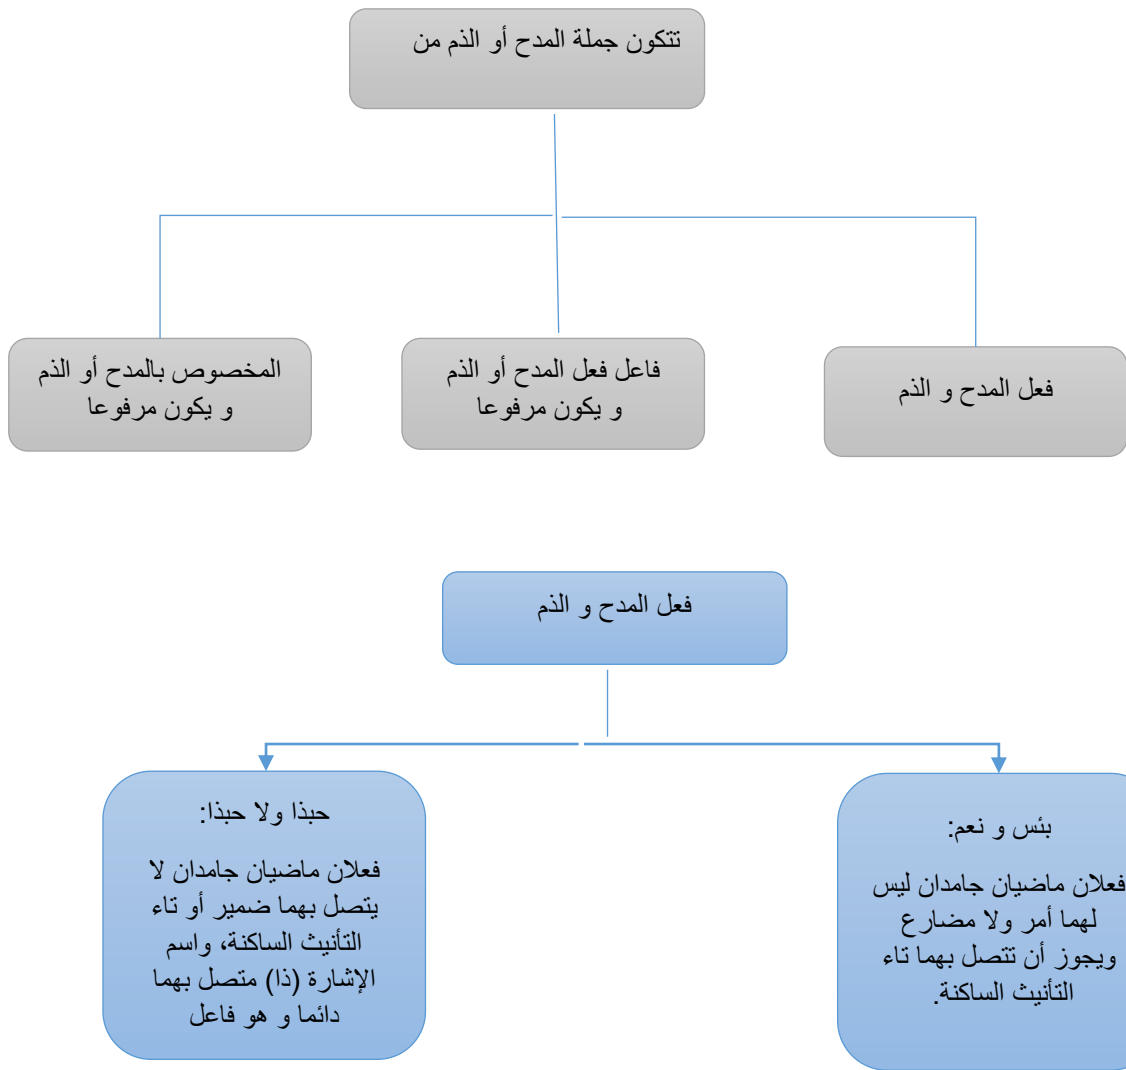 تتكون جملة المدح أو الذم من
فعل المدح و الذم
فاعل فعل المدح أو الذم
و يكون مرفوعا
المخصوص بالمدح أو الذم
و يكون مرفوعا
فعل المدح و الذم
بئس و نعم:
فعلان ماضيان جامدان ليس
لهما أمر ولا مضارع
ويجوز أن تتصل بهما تاء
التأنيث الساكنة.
حبذا ولا حبذا:
فعلان ماضيان جامدان لا
يتصل بهما ضمير أو تاء
التأنيث الساكنة، واسم
الإشارة (ذا) متصل بهما
دائما و هو فاعل